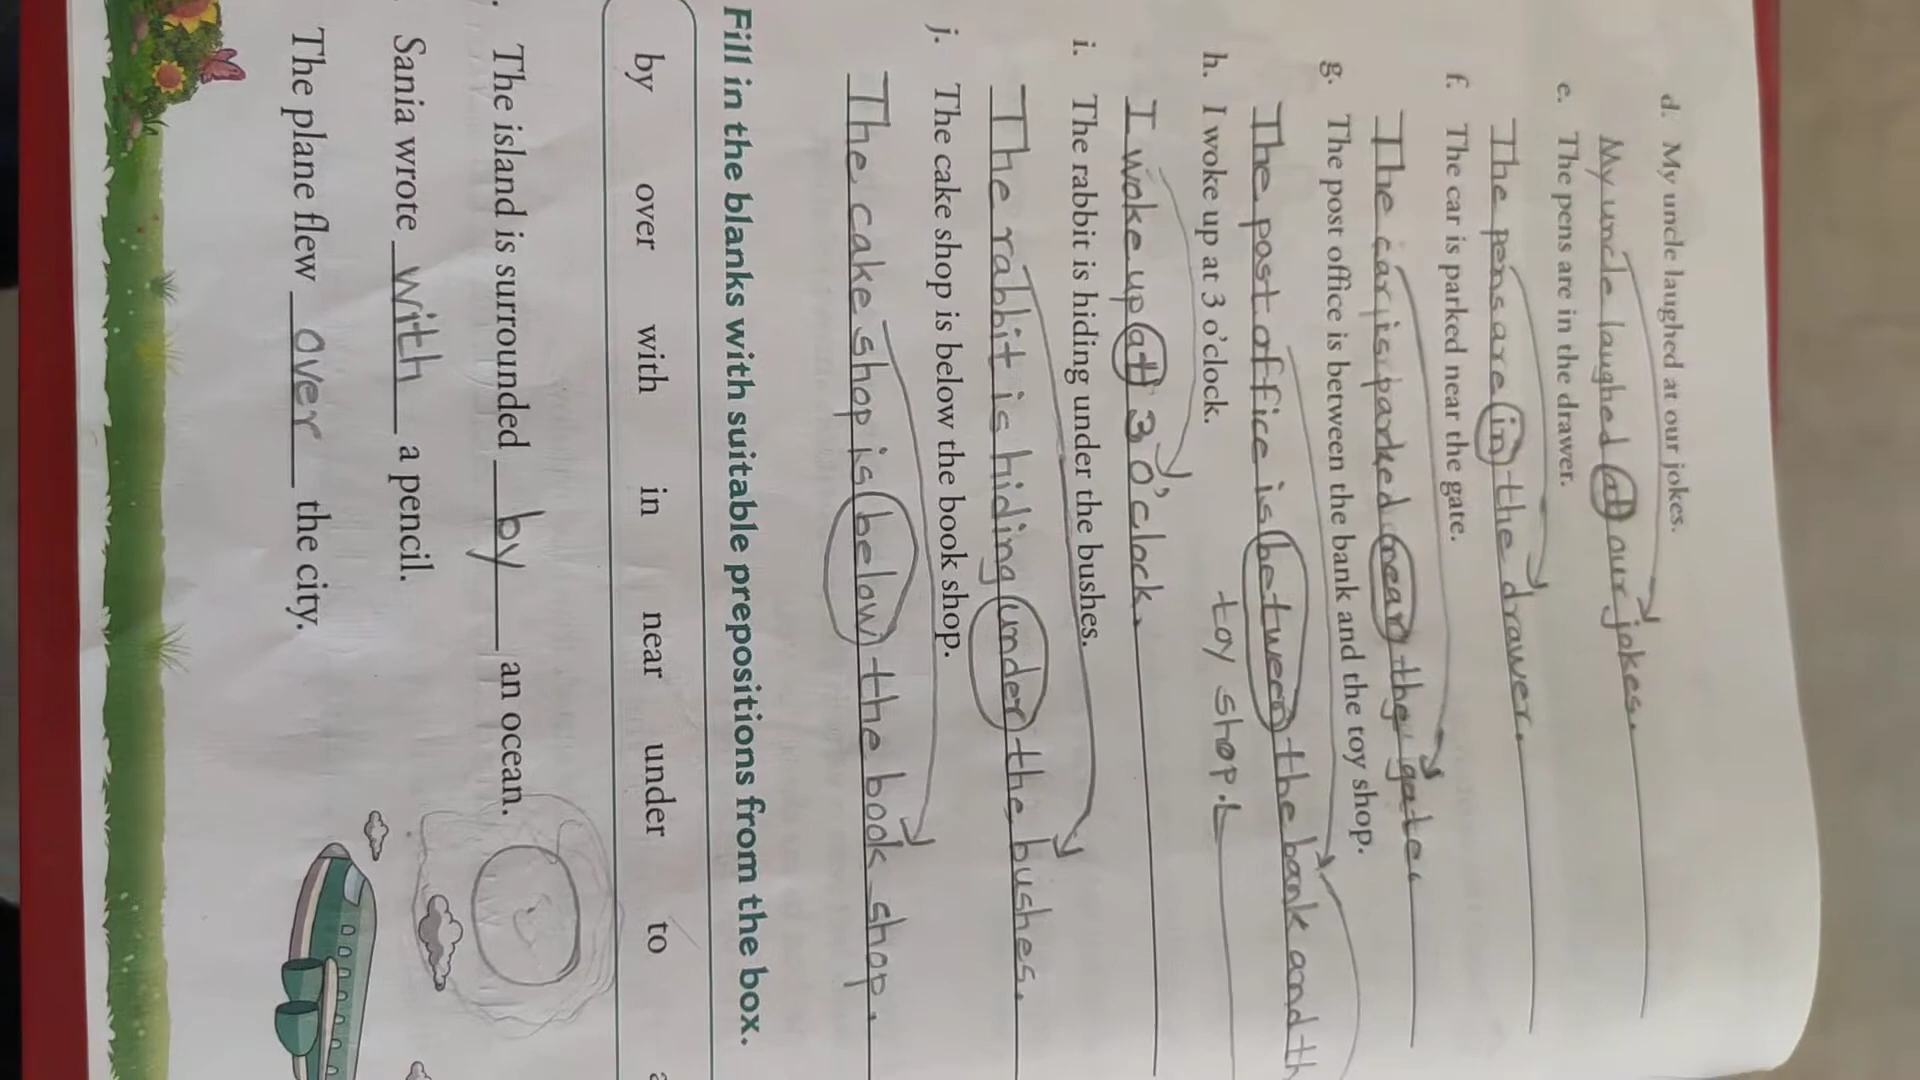 d. My uncle laughed at our jokes.
My uncle laughed at our jokes.
e. The pens are in the drawer.
The pens are in the drawer.
f. The car is parked near the gate.
The car is parked near the gate.
g. The post office is between the bank and the toy shop.
The post office is between the bank and th
toy shop.
h. I woke up at 3 o'clock.
I woke up at 3 o'clock.
i. The rabbit is hiding under the bushes.
The rabbit is hiding under the bushes.
j. The cake shop is below the book shop.
The cake shop is below the book shop.
Fill in the blanks with suitable prepositions from the box.
by over with in near under to
The island is surrounded by an ocean.
Sania wrote with a pencil.
The plane flew over the city.